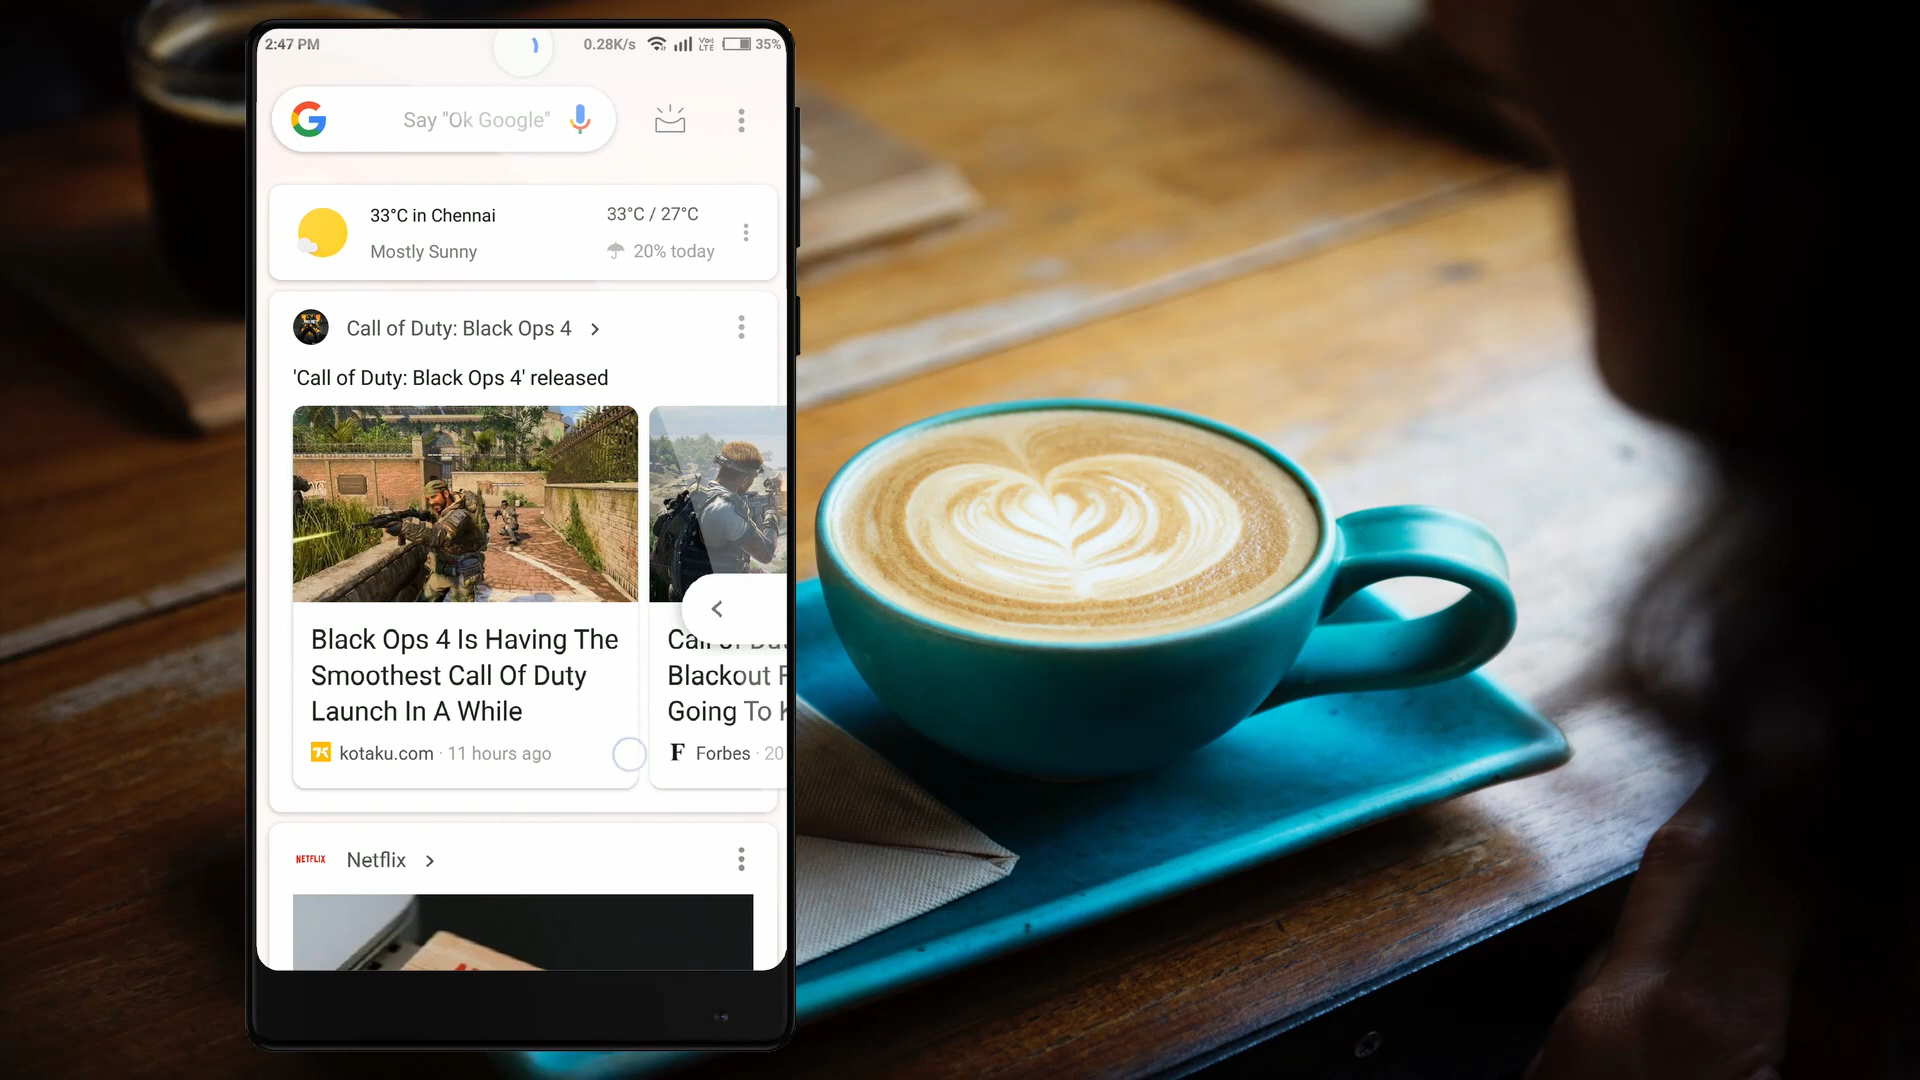 2:47 PM
0.28K/s
VoLTE
35%
Say "Ok Google"
33°C in Chennai
33°C / 27°C
Mostly Sunny
20% today
Call of Duty: Black Ops 4
'Call of Duty: Black Ops 4' released
Black Ops 4 Is Having The
Smoothest Call Of Duty
Launch In A While
kotaku.com · 11 hours ago
Blackout
Going To
F Forbes · 20
NETFLIX
Netflix